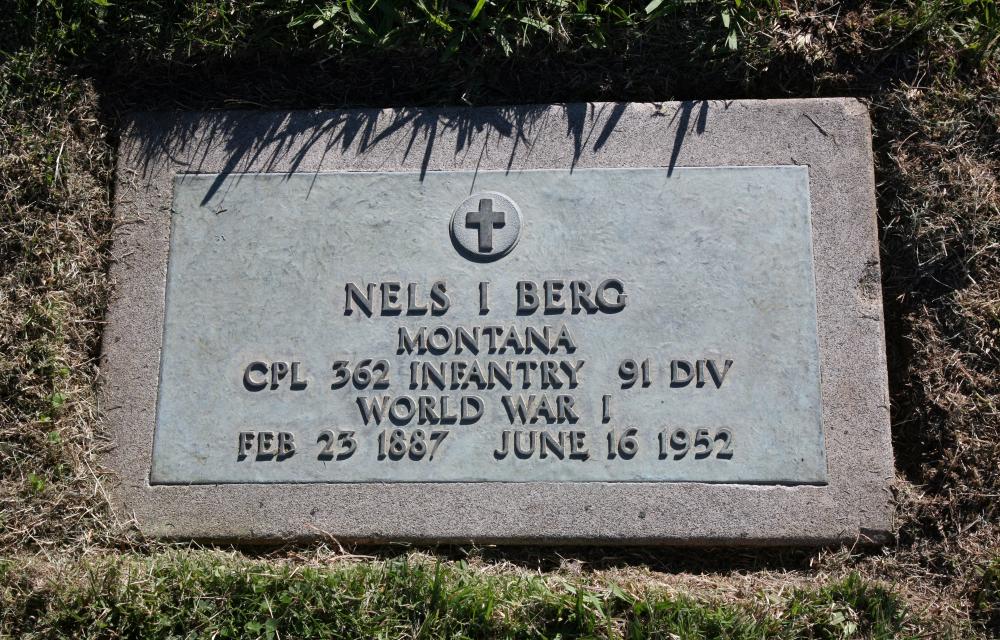 NELS I BERG
MONTANA
CPL 362 INFANTRY 91 DIV
WORLD WAR I
FEB 23 1887 JUNE 16 1952